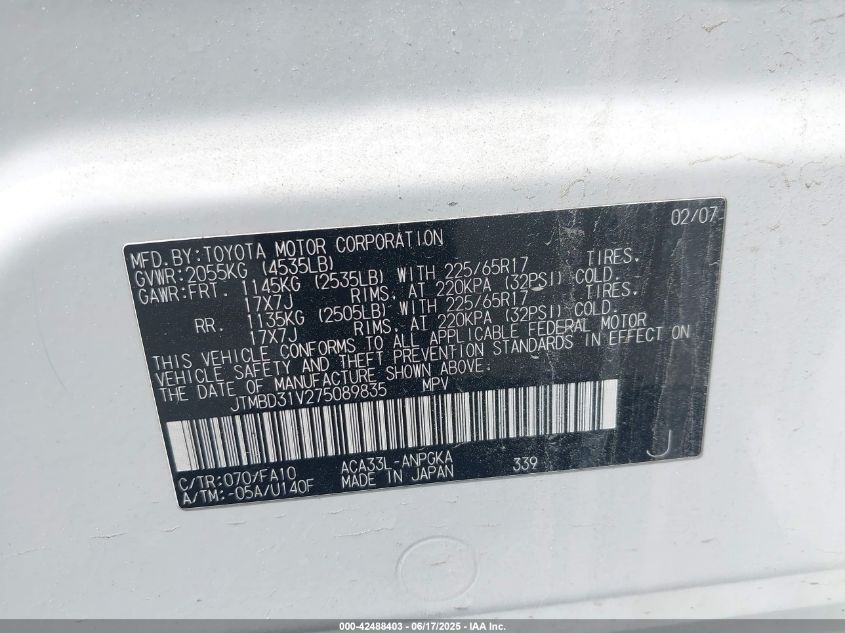 02/07
MFD. BY: TOYOTA MOTOR CORPORATION
GVWR: 2055KG (4535LB)
GAWR: FRT. 1145KG (2535LB) WITH 225/65R17 TIRES.
17X7J RIMS. AT 220KPA (32PSI) COLD.
RR. 1135KG (2505LB) WITH 225/65R17 TIRES.
17X7J RIMS. AT 220KPA (32PSI) COLD.
THIS VEHICLE CONFORMS TO ALL APPLICABLE FEDERAL MOTOR
VEHICLE SAFETY AND THEFT PREVENTION STANDARDS IN EFFECT ON
THE DATE OF MANUFACTURE SHOWN ABOVE.
JTMBD31V275089835 MPV
C/TR: 070/FA10 ACA33L-ANPGKA 339 J
A/TM: -05A/U140F MADE IN JAPAN
000-42488403 - 06/17/2025 - IAA Inc.